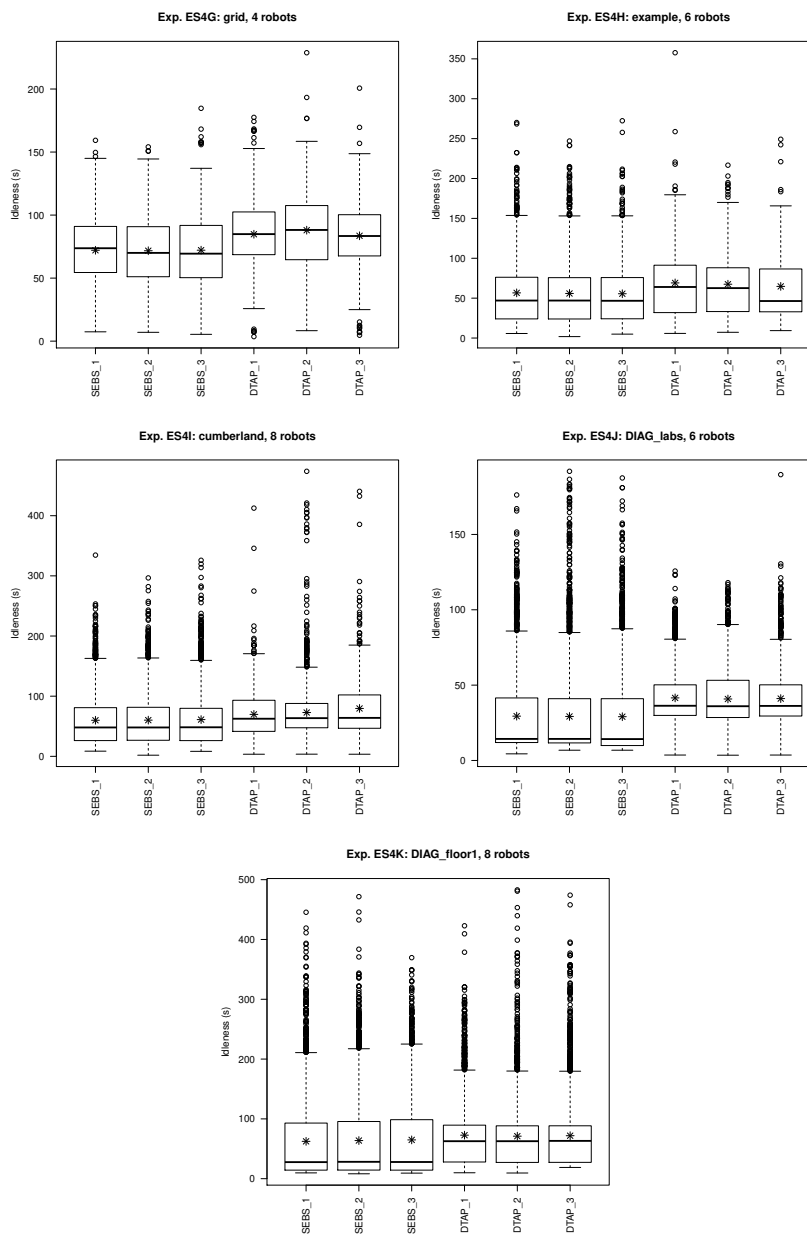 Exp. ES4G: grid, 4 robots
Idleness (s)
200
150
100
50
0
SEBS_1
SEBS_2
SEBS_3
DTAP_1
DTAP_2
DTAP_3
Exp. ES4H: example, 6 robots
Idleness (s)
350
300
250
200
150
100
50
0
SEBS_1
SEBS_2
SEBS_3
DTAP_1
DTAP_2
DTAP_3
Exp. ES4I: cumberland, 8 robots
Idleness (s)
400
300
200
100
0
SEBS_1
SEBS_2
SEBS_3
DTAP_1
DTAP_2
DTAP_3
Exp. ES4J: DIAG_labs, 6 robots
Idleness (s)
150
100
50
0
SEBS_1
SEBS_2
SEBS_3
DTAP_1
DTAP_2
DTAP_3
Exp. ES4K: DIAG_floor1, 8 robots
Idleness (s)
500
400
300
200
100
0
SEBS_1
SEBS_2
SEBS_3
DTAP_1
DTAP_2
DTAP_3